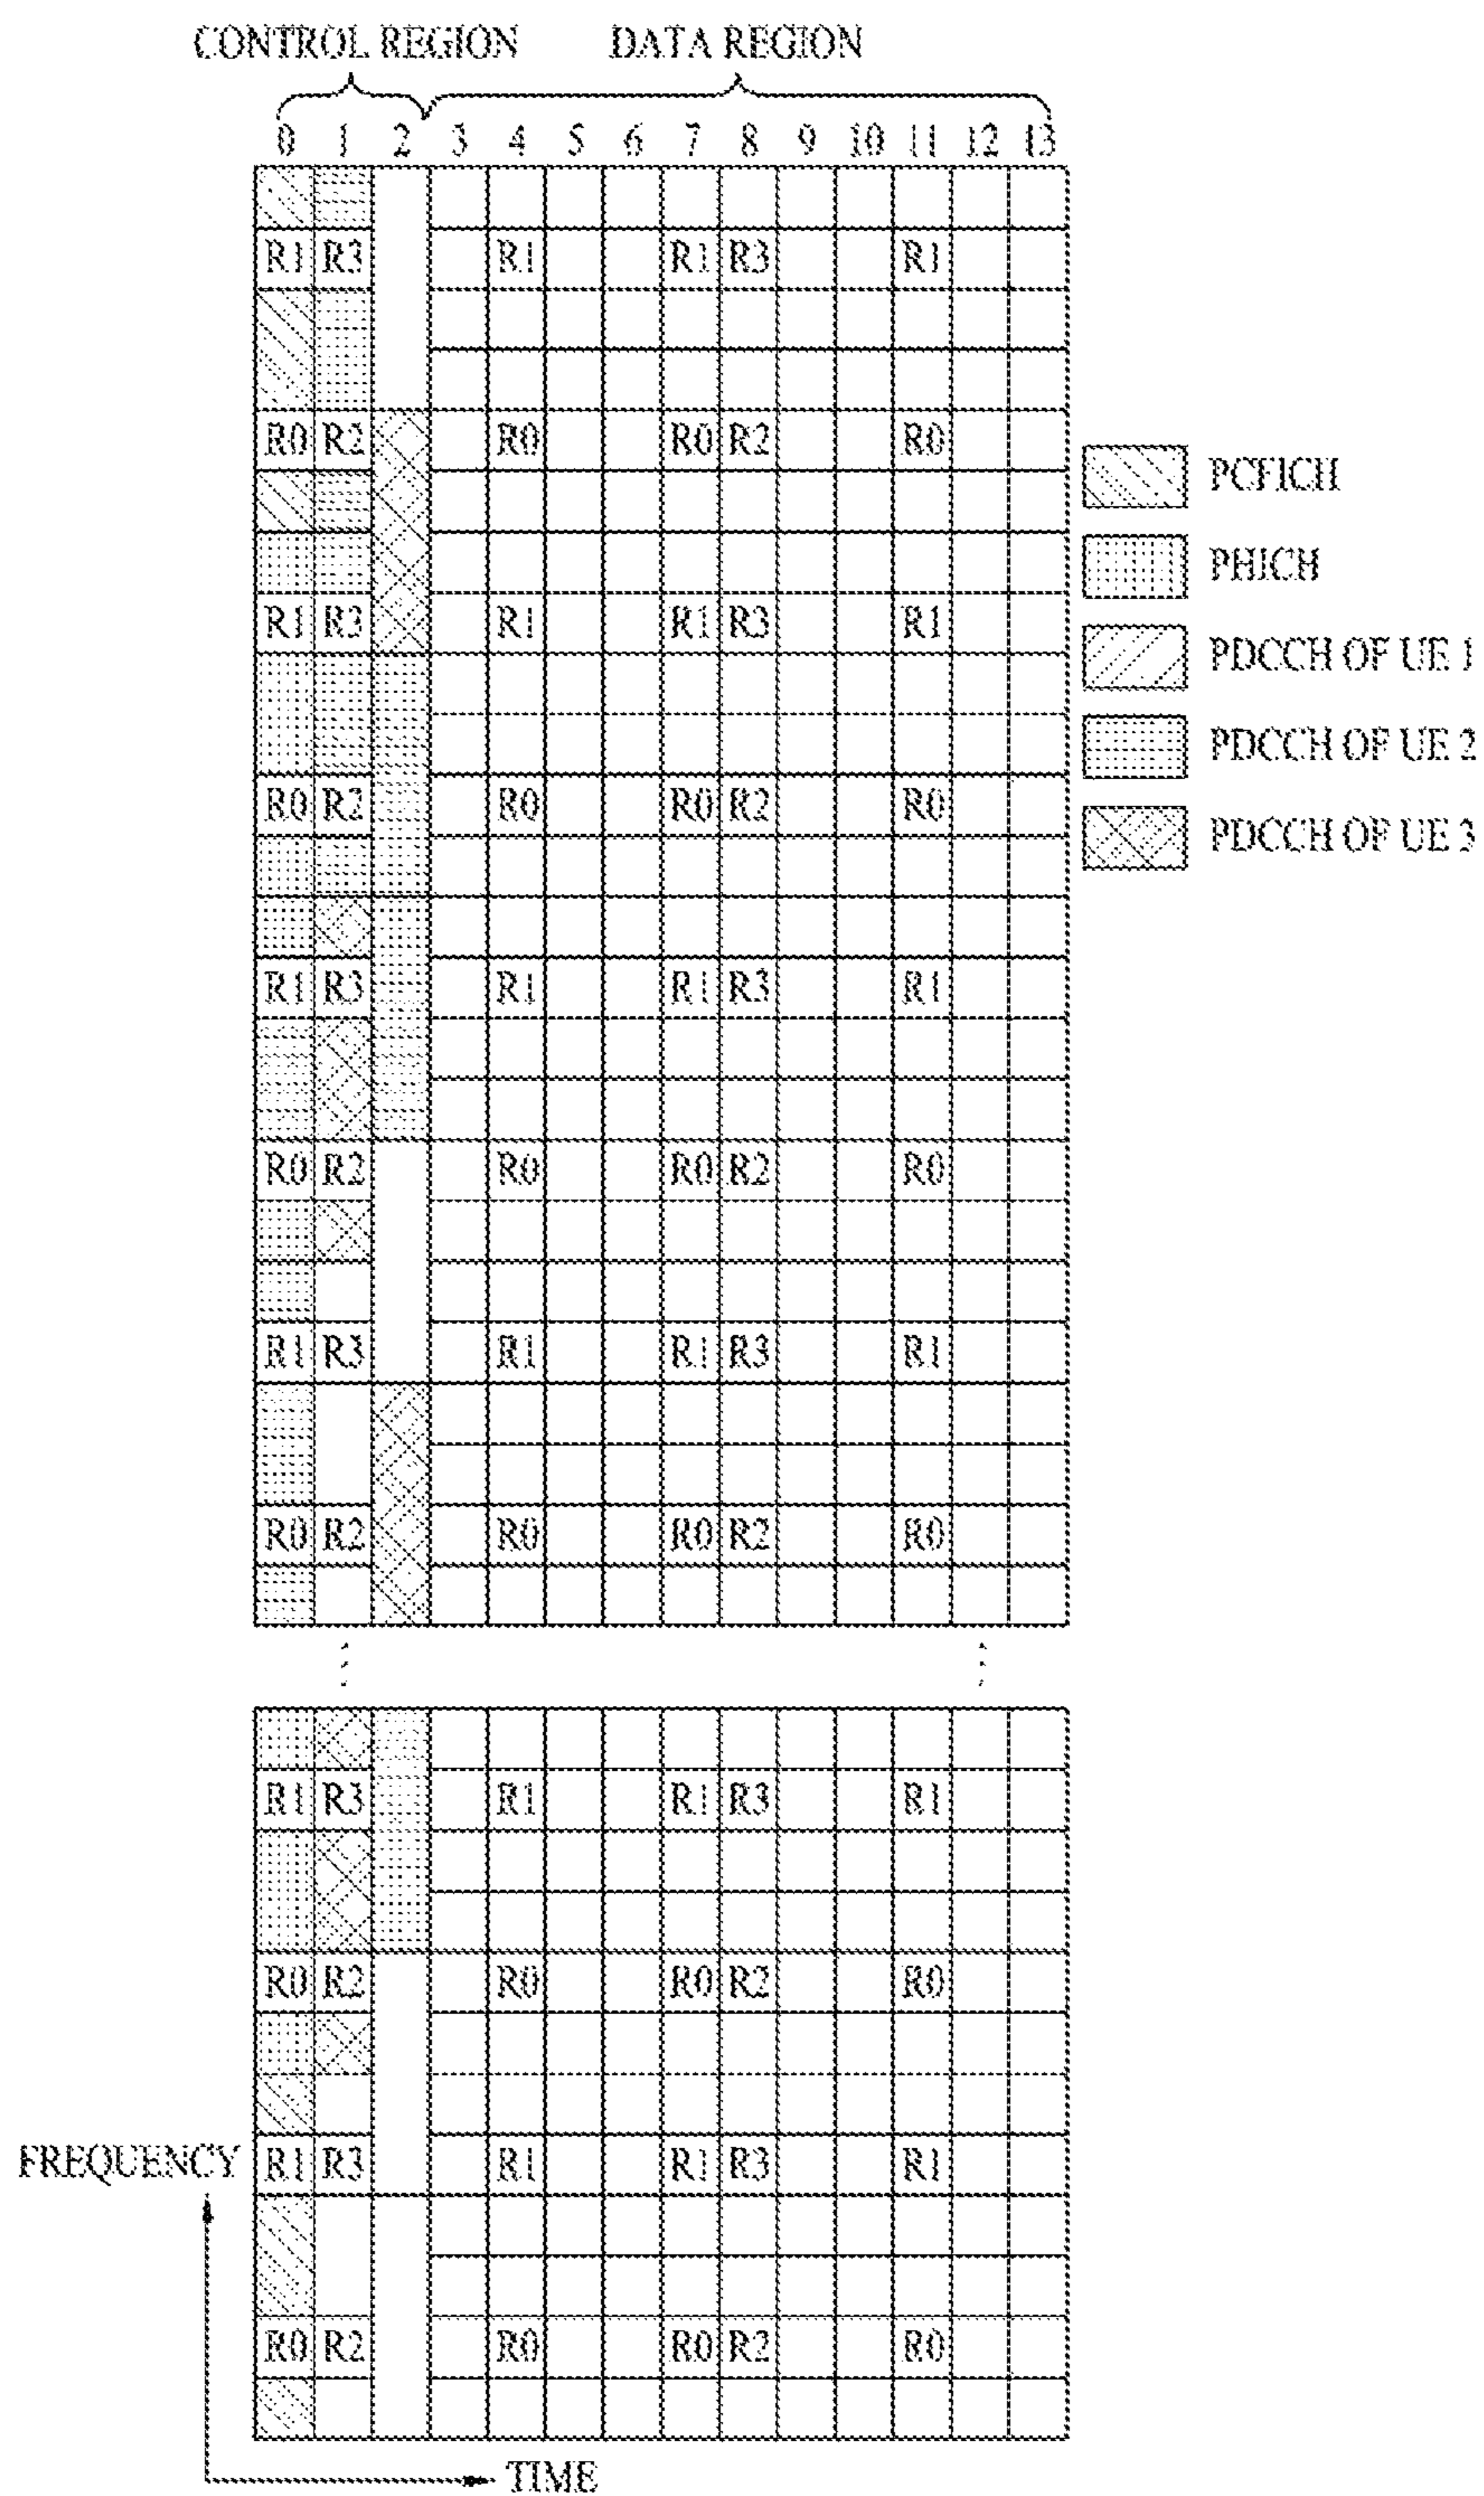 CONTROL REGION DATA REGION
0 1 2 3 4 5 6 7 8 9 10 11 12 13
R1 R3 R1 R1 R3 R1
R0 R2 R0 R0 R2 R0
PCFICH
PHICH
R1 R3 R1 R1 R3 R1
PDCCH OF UE 1
PDCCH OF UE 2
R0 R2 R0 R0 R2 R0
PDCCH OF UE 3
R1 R3 R1 R1 R3 R1
R0 R2 R0 R0 R2 R0
R1 R3 R1 R1 R3 R1
R0 R2 R0 R0 R2 R0
R1 R3 R1 R1 R3 R1
R0 R2 R0 R0 R2 R0
FREQUENCY R1 R3 R1 R1 R3 R1
R0 R2 R0 R0 R2 R0
TIME